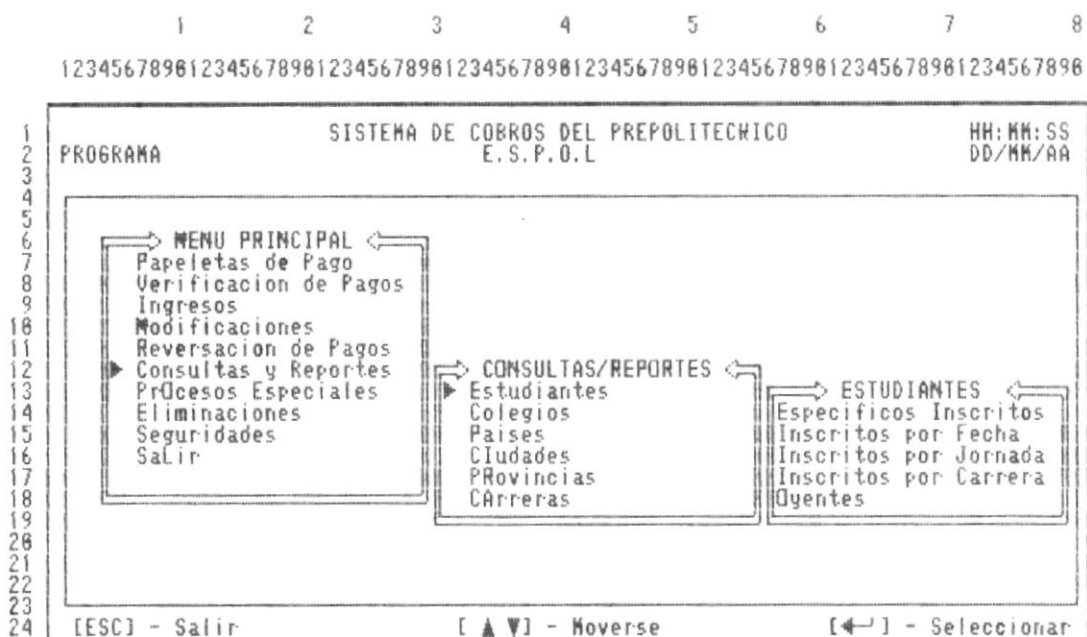 1 2 3 4 5 6 7 8
12345678901234567890123456789012345678901234567890123456789012345678901234567890
1 SISTEMA DE COBROS DEL PREPOLITECNICO HH:MM:SS
2 PROGRAMA E.S.P.O.L DD/MM/AA
3
4
5
6 MENU PRINCIPAL
7 Papeletas de Pago
8 Verificacion de Pagos
9 Ingresos
10 Modificaciones
11 Reversacion de Pagos
12 Consultas y Reportes CONSULTAS/REPORTES
13 PrOcesos Especiales Estudiantes ESTUDIANTES
14 Eliminaciones Colegios Especificos Inscritos
15 Seguridades Paises Inscritos por Fecha
16 SaLir CIudades Inscritos por Jornada
17 PRovincias Inscritos por Carrera
18 CArreras Oyentes
19
20
21
22
23
24 [ESC] - Salir [ ▲ ▼] - Moverse [◄─┘] - Seleccionar